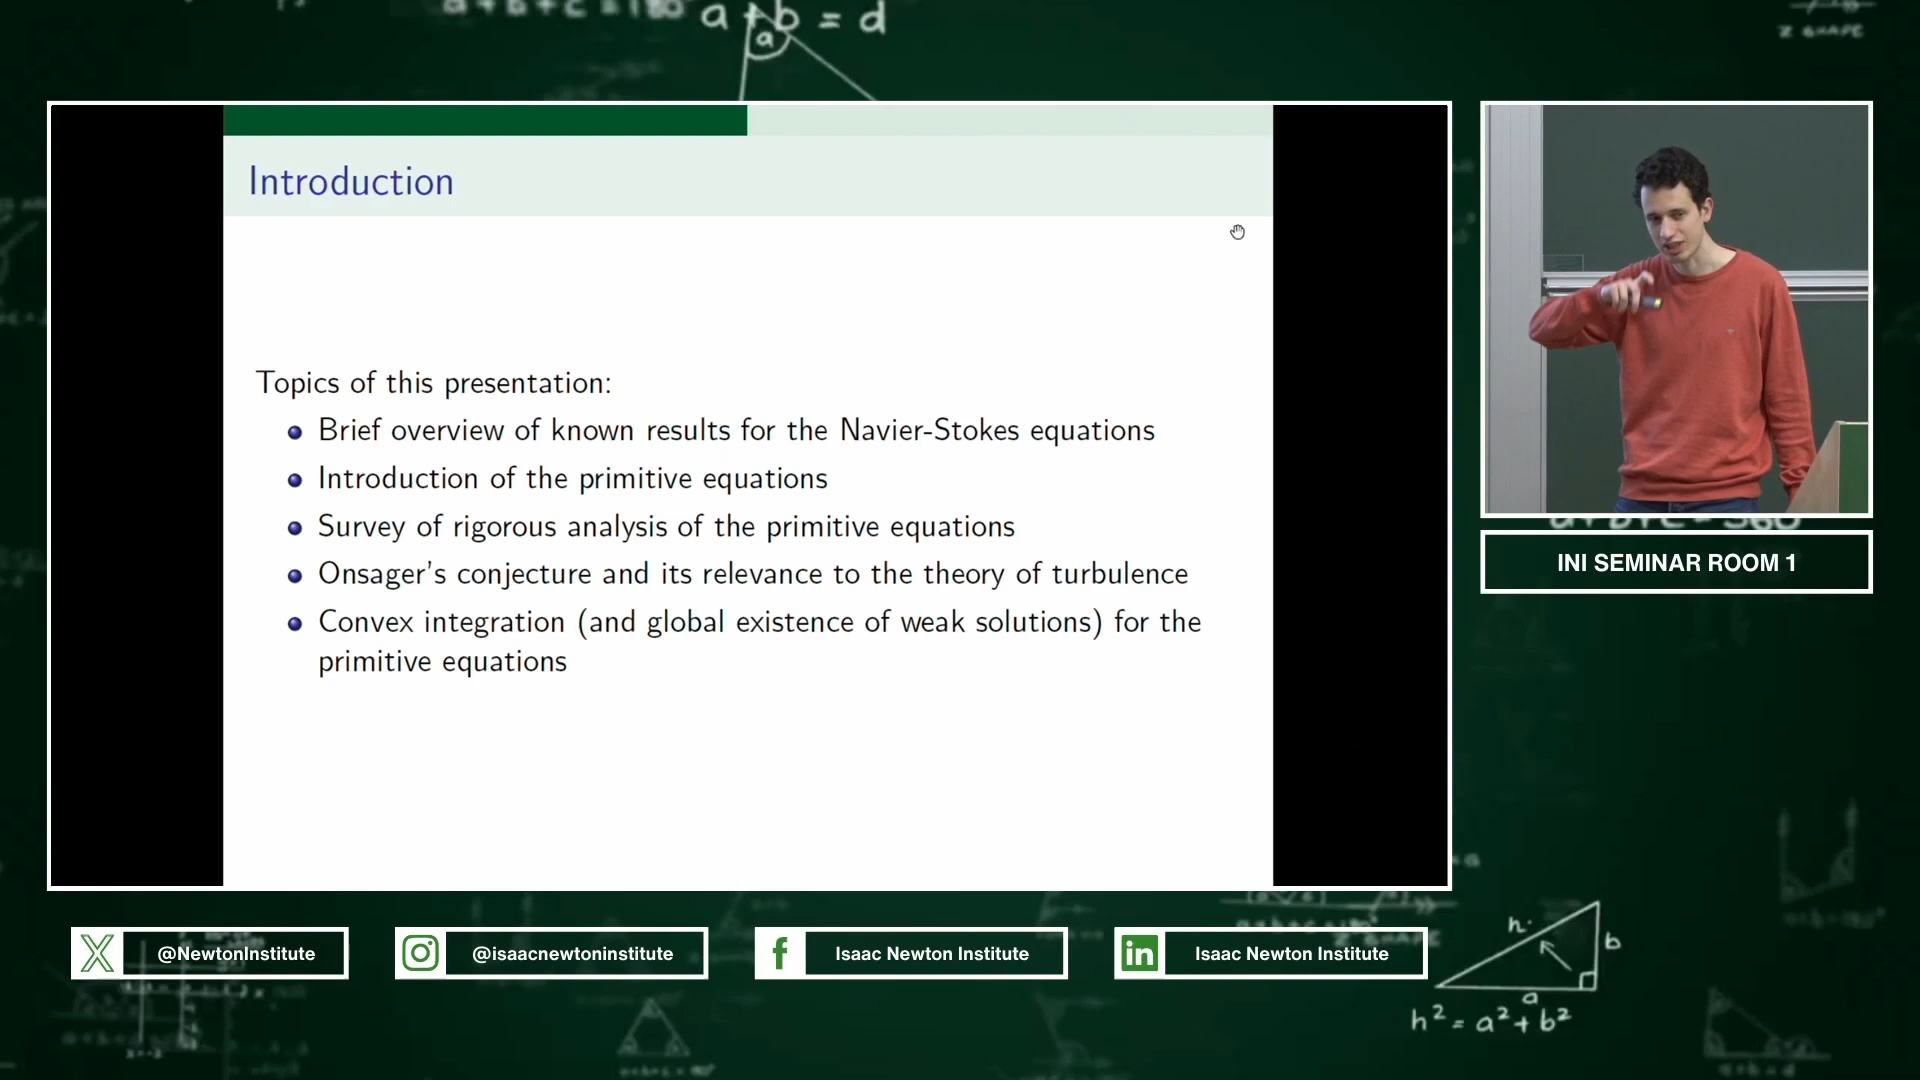 a + b = d
a
Z SHAPE
Introduction
Topics of this presentation:
Brief overview of known results for the Navier-Stokes equations
Introduction of the primitive equations
Survey of rigorous analysis of the primitive equations
Onsager's conjecture and its relevance to the theory of turbulence
Convex integration (and global existence of weak solutions) for the
primitive equations
INI SEMINAR ROOM 1
@NewtonInstitute
@isaacnewtoninstitute
Isaac Newton Institute
in
Isaac Newton Institute
h
b
a
h² = a² + b²